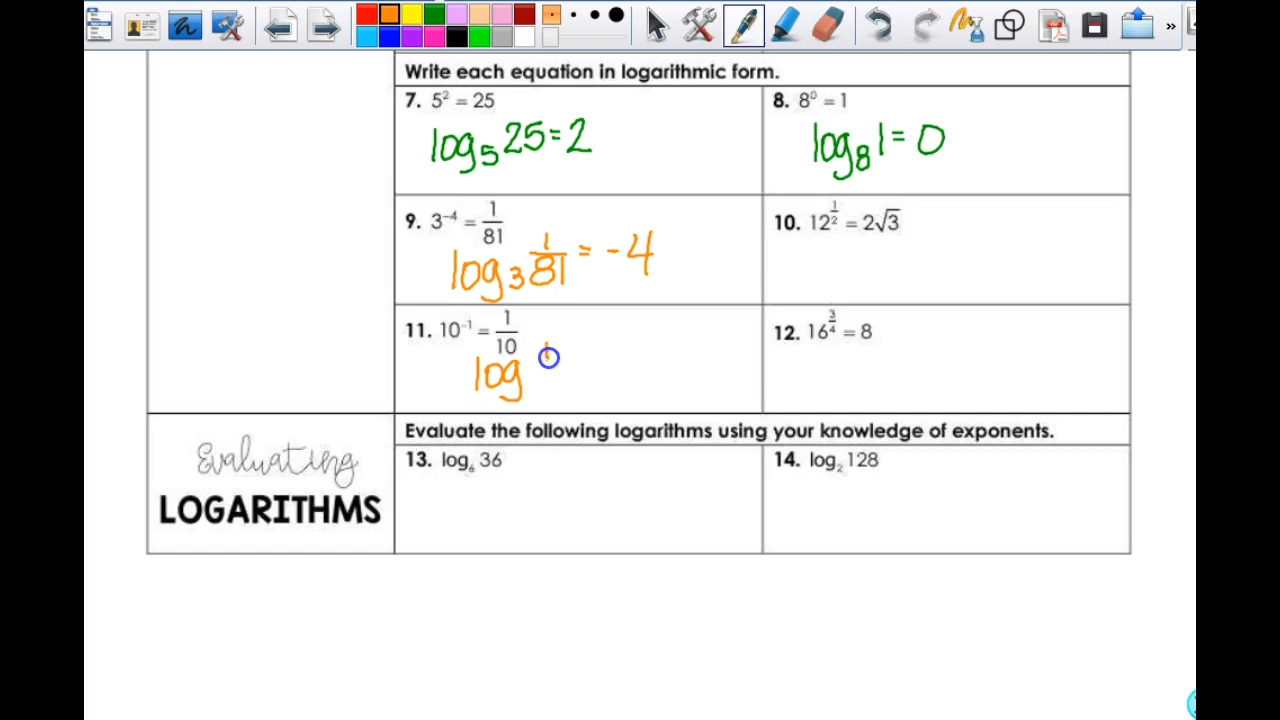 Write each equation in logarithmic form.
7. 5² = 25
log₅25=2
8. 8⁰ = 1
log₈1=0
9. 3⁻⁴ = 1/81
log₃ 1/81 = -4
10. 12^(1/2) = 2√3
11. 10⁻¹ = 1/10
log 1
12. 16^(3/4) = 8
Evaluating
LOGARITHMS
Evaluate the following logarithms using your knowledge of exponents.
13. log₆ 36
14. log₂ 128